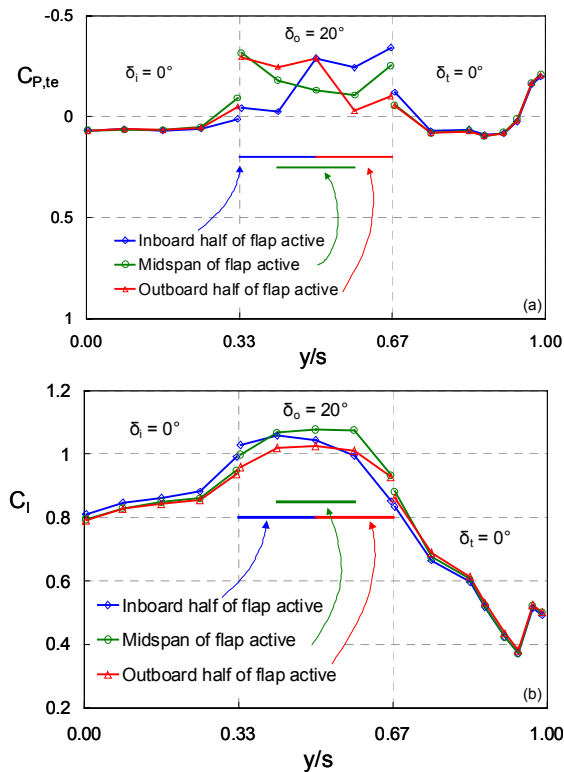 -0.5
δo = 20°
CP,te
δi = 0°
δt = 0°
0
0.5
Inboard half of flap active
Midspan of flap active
Outboard half of flap active
1
(a)
0.00
0.33
0.67
1.00
y/s
1.2
δo = 20°
δi = 0°
1
Cl
0.8
δt = 0°
0.6
Inboard half of flap active
Midspan of flap active
0.4
Outboard half of flap active
(b)
0.2
0.00
0.33
0.67
1.00
y/s